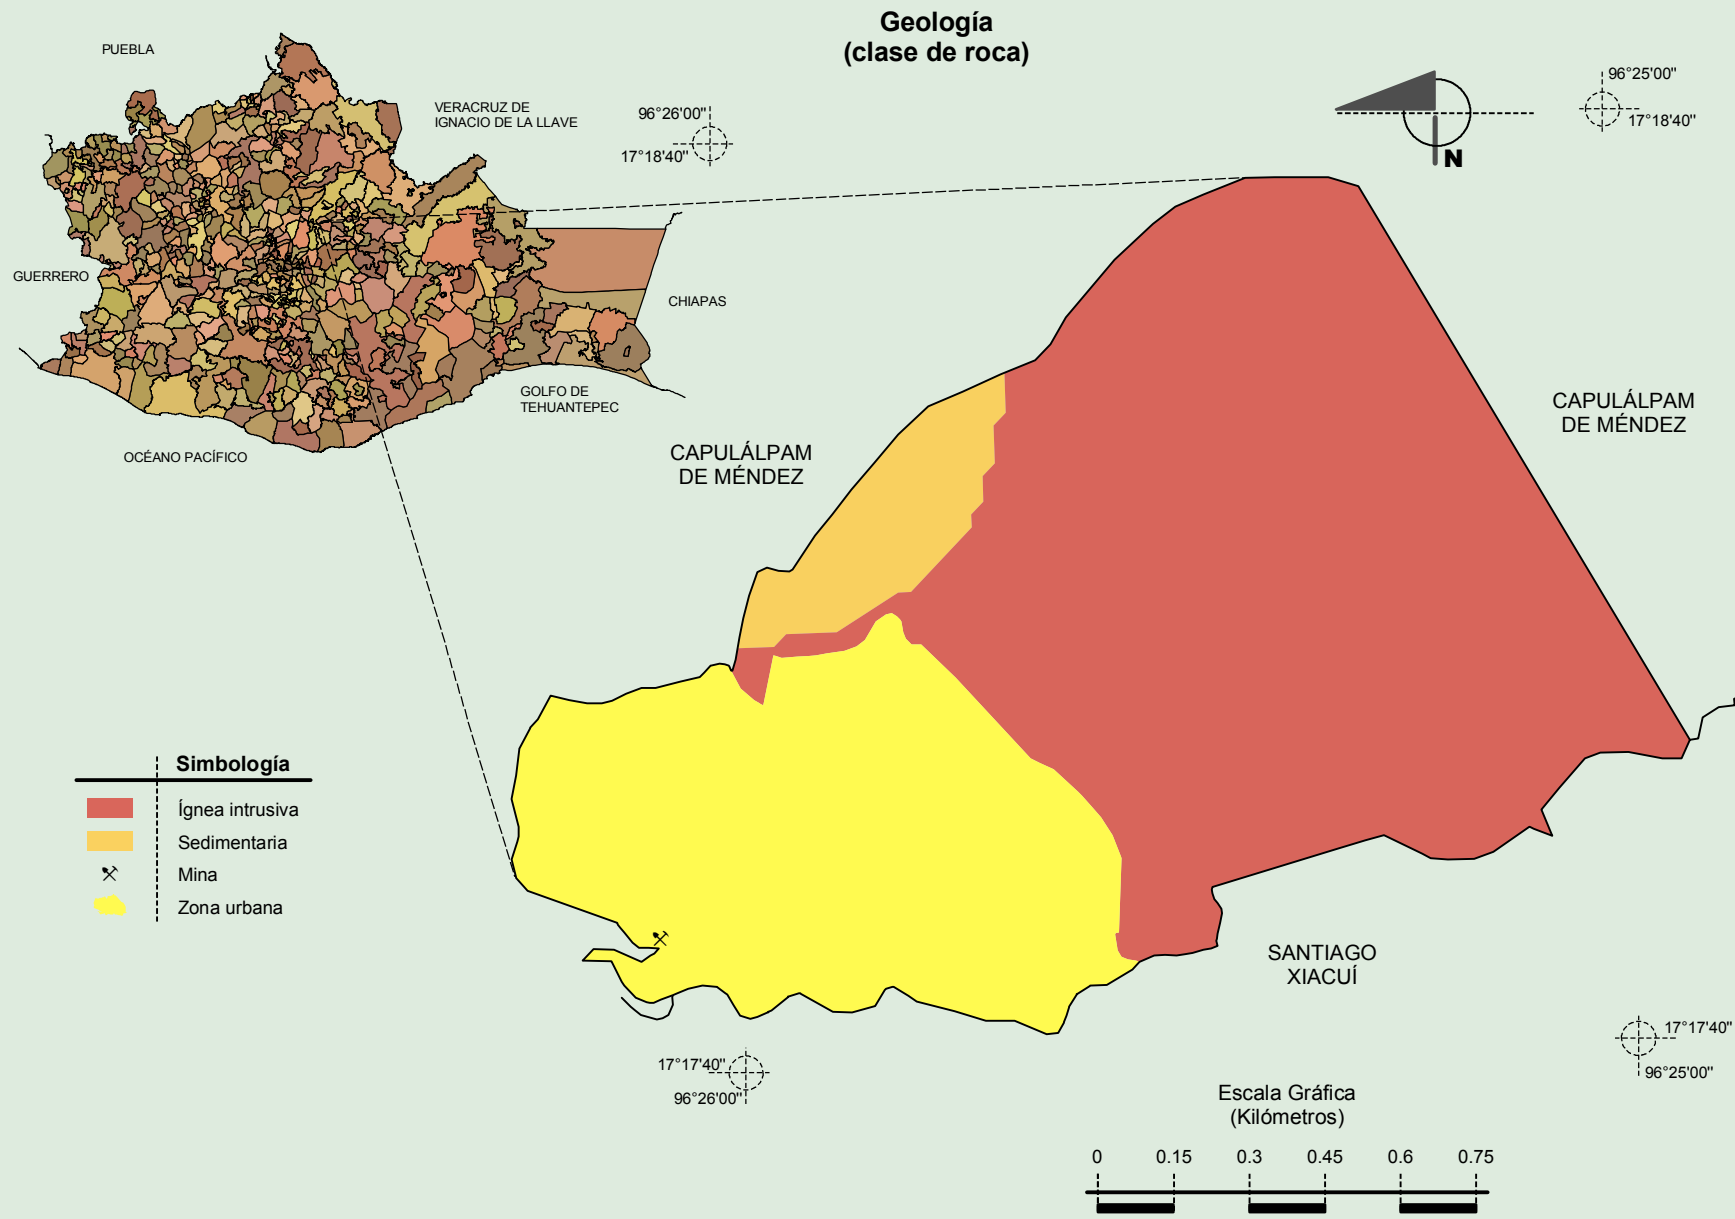 Geología
(clase de roca)
PUEBLA
VERACRUZ DE
IGNACIO DE LA LLAVE
GUERRERO
CHIAPAS
GOLFO DE
TEHUANTEPEC
OCÉANO PACÍFICO
96°26'00"
17°18'40"
N
96°25'00"
17°18'40"
CAPULÁLPAM
DE MÉNDEZ
CAPULÁLPAM
DE MÉNDEZ
SANTIAGO
XIACUÍ
Simbología
Ígnea intrusiva
Sedimentaria
Mina
Zona urbana
17°17'40"
96°26'00"
17°17'40"
96°25'00"
Escala Gráfica
(Kilómetros)
0 0.15 0.3 0.45 0.6 0.75